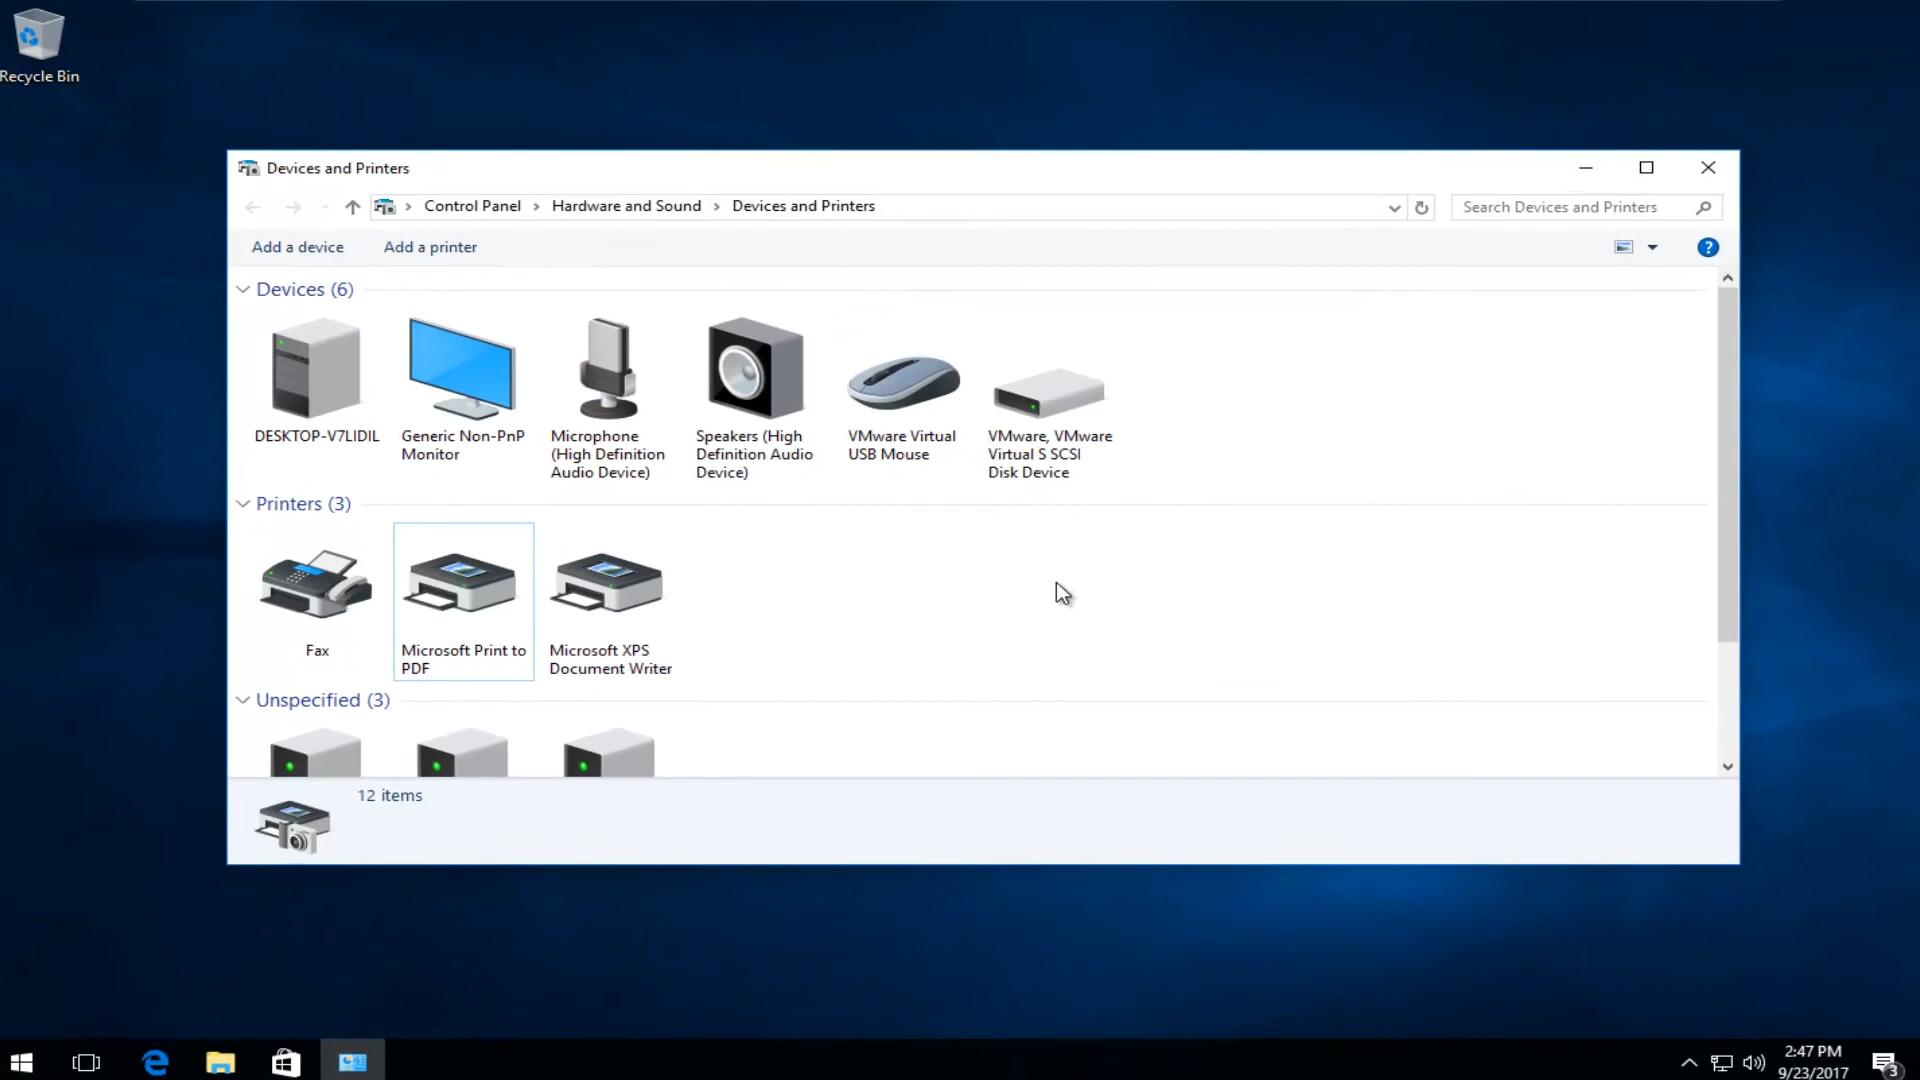 Recycle Bin
Devices and Printers
Control Panel
Hardware and Sound
Devices and Printers
Search Devices and Printers
Add a device
Add a printer
?
Devices (6)
DESKTOP-V7LIDIL
Generic Non-PnP
Monitor
Microphone
(High Definition
Audio Device)
Speakers (High
Definition Audio
Device)
VMware Virtual
USB Mouse
VMware, VMware
Virtual S SCSI
Disk Device
Printers (3)
Fax
Microsoft Print to
PDF
Microsoft XPS
Document Writer
Unspecified (3)
12 items
2:47 PM
9/23/2017
3